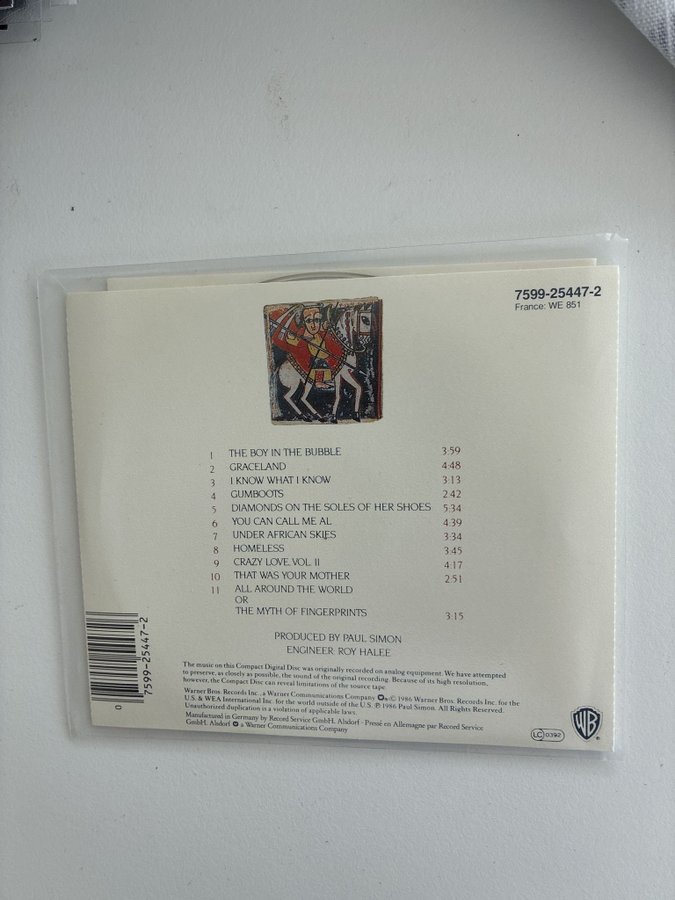 7599-25447-2
France: WE 851
1 THE BOY IN THE BUBBLE 3:59
2 GRACELAND 4:48
3 I KNOW WHAT I KNOW 3:13
4 GUMBOOTS 2:42
5 DIAMONDS ON THE SOLES OF HER SHOES 5:34
6 YOU CAN CALL ME AL 4:39
7 UNDER AFRICAN SKIES 3:34
8 HOMELESS 3:45
9 CRAZY LOVE, VOL. II 4:17
10 THAT WAS YOUR MOTHER 2:51
11 ALL AROUND THE WORLD
OR
THE MYTH OF FINGERPRINTS 3:15
PRODUCED BY PAUL SIMON
ENGINEER ROY HALEE
The music on this Compact Digital Disc was originally recorded on analog equipment. We have attempted
to preserve, as closely as possible, the sound of the original recording. Because of its high resolution,
however, the Compact Disc can reveal limitations of the source tape.
Warner Bros. Records Inc., a Warner Communications Company. © 1986 Warner Bros. Records Inc. for the
U.S. & WEA International Inc. for the world outside of the U.S. ℗ 1986 Paul Simon. All Rights Reserved.
Unauthorized duplication is a violation of applicable laws.
Manufactured in Germany by Record Service GmbH, Alsdorf · Pressé en Allemagne par Record Service
GmbH, Alsdorf a Warner Communications Company
7599-25447-2
0
LC 0392
WB